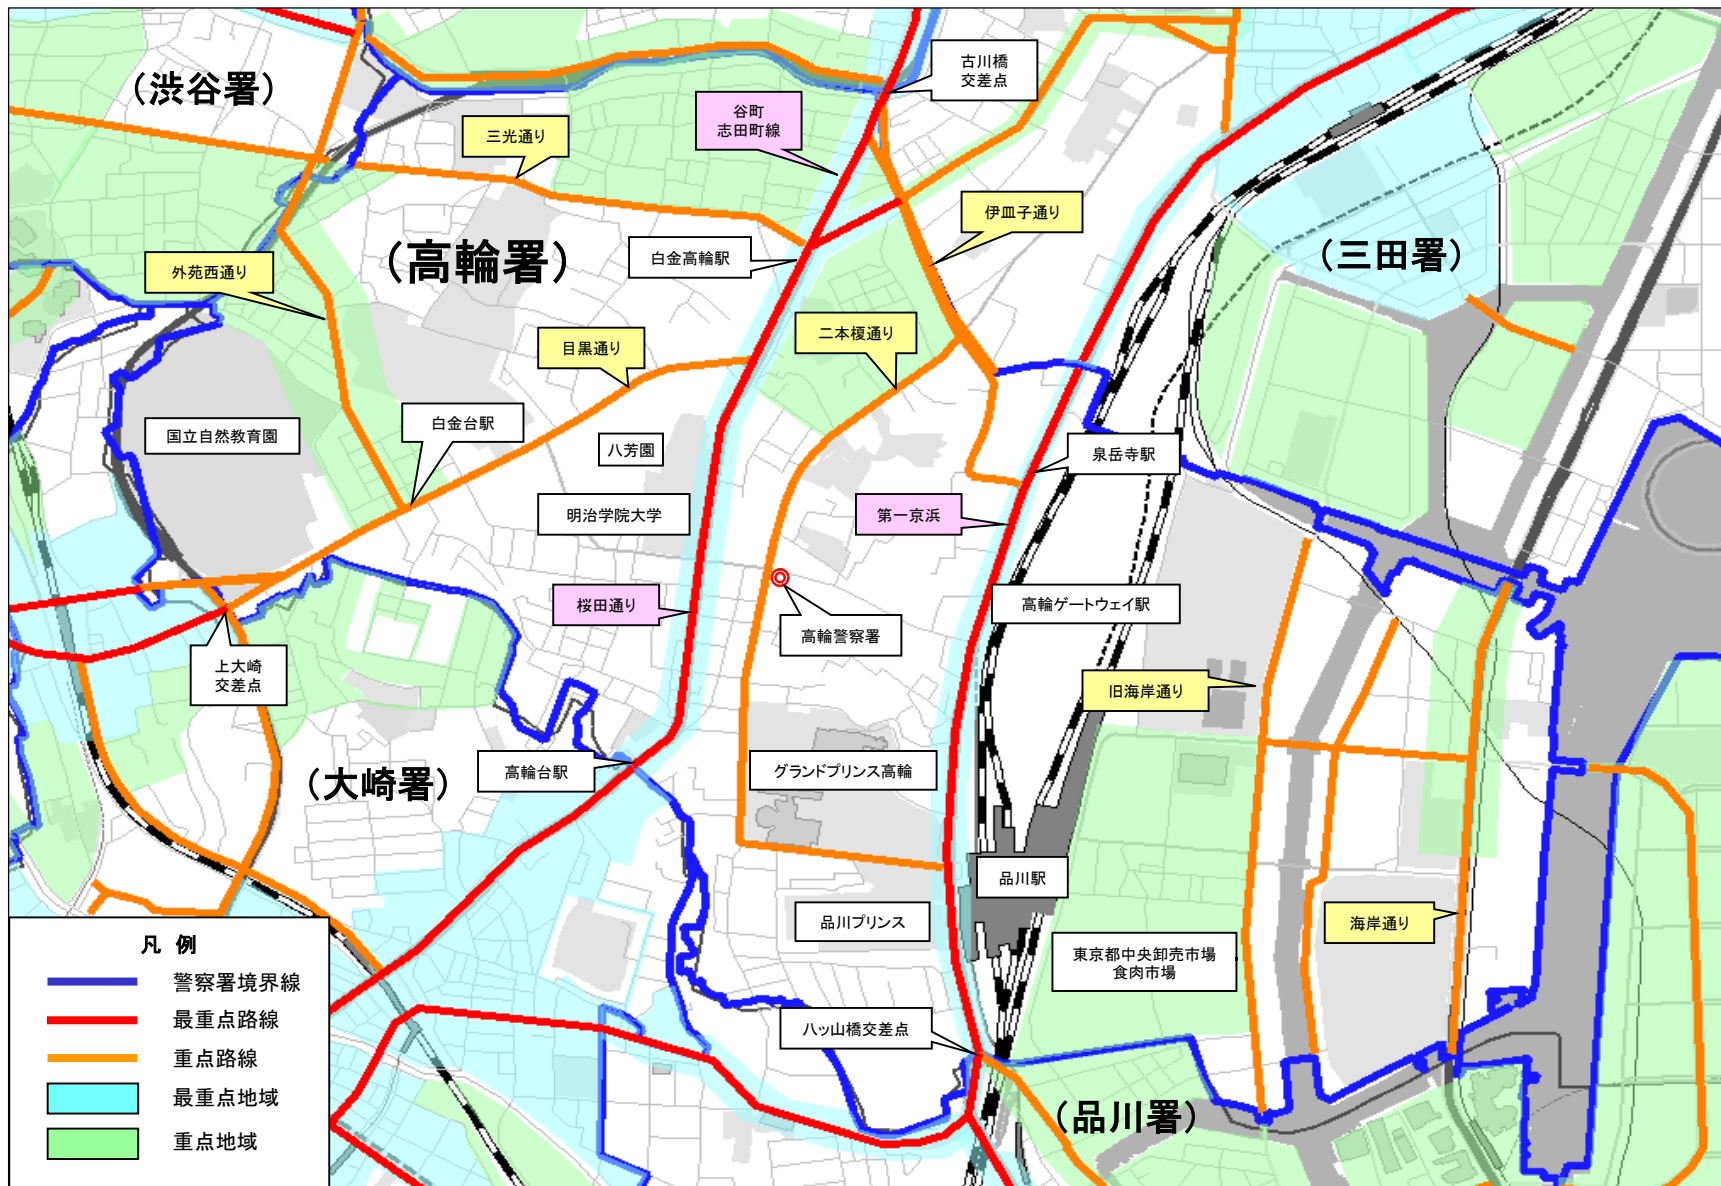 古川橋
交差点
(渋谷署)
谷町
志田町線
三光通り
伊皿子通り
(高輪署)
白金高輪駅
(三田署)
外苑西通り
目黒通り
二本榎通り
国立自然教育園
白金台駅
八芳園
泉岳寺駅
明治学院大学
第一京浜
桜田通り
高輪ゲートウェイ駅
高輪警察署
上大崎
交差点
旧海岸通り
(大崎署)
高輪台駅
グランドプリンス高輪
品川駅
品川プリンス
海岸通り
東京都中央卸売市場
食肉市場
八ッ山橋交差点
(品川署)
凡 例
警察署境界線
最重点路線
重点路線
最重点地域
重点地域